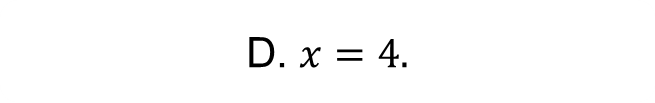 D. x = 4.